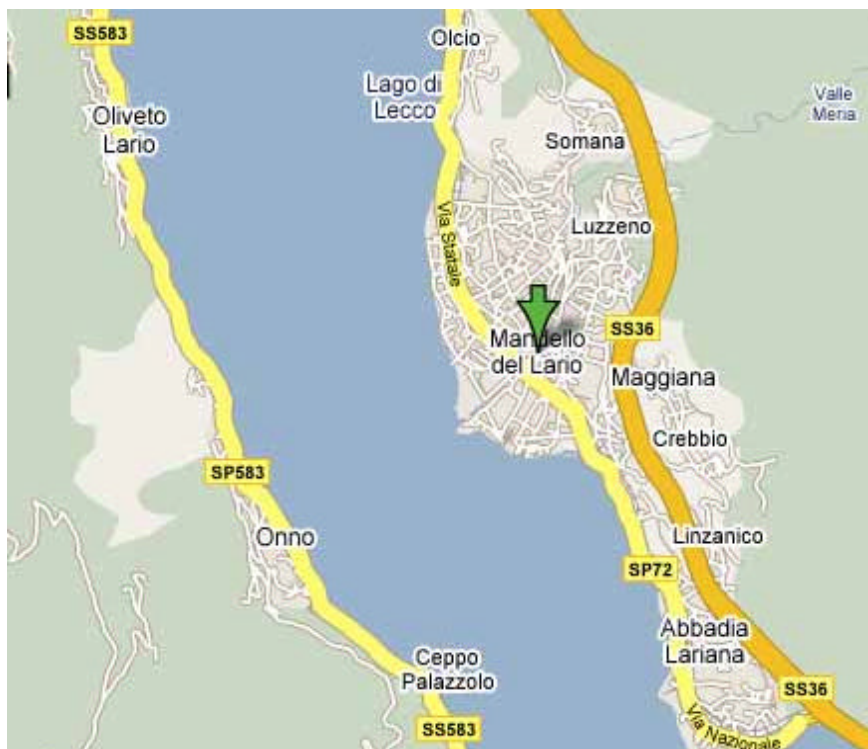 SS583
Olcio
Lago di
Lecco
Valle
Meria
Oliveto
Lario
Somana
Via Statale
Luzzeno
SS36
Mandello
del Lario
Maggiana
Crebbio
SP583
Onno
Linzanico
SP72
Abbadia
Lariana
Ceppo
Palazzolo
SS36
SS583
Via Nazionale